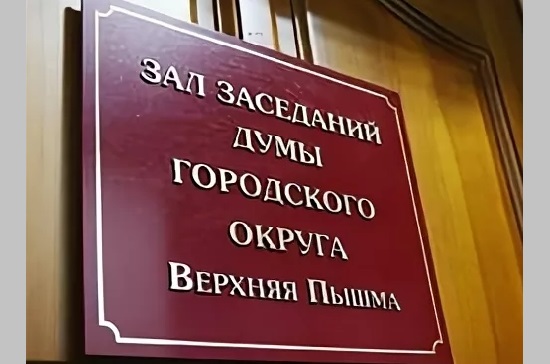 ЗАЛ ЗАСЕДАНИЙ
ДУМЫ
ГОРОДСКОГО
ОКРУГА
ВЕРХНЯЯ ПЫШМА